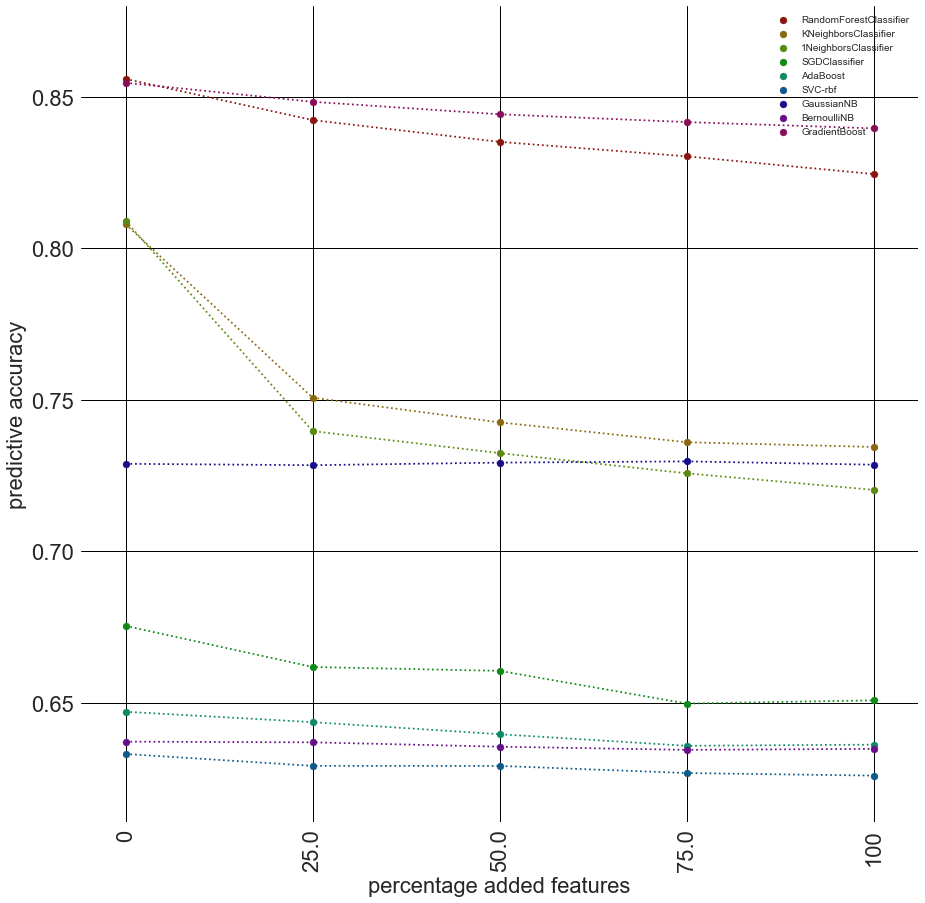 RandomForestClassifier
KNeighborsClassifier
1NeighborsClassifier
SGDClassifier
AdaBoost
SVC-rbf
GaussianNB
BernoulliNB
GradientBoost
0.85
0.80
0.75
0.70
0.65
predictive accuracy
0
25.0
50.0
75.0
100
percentage added features